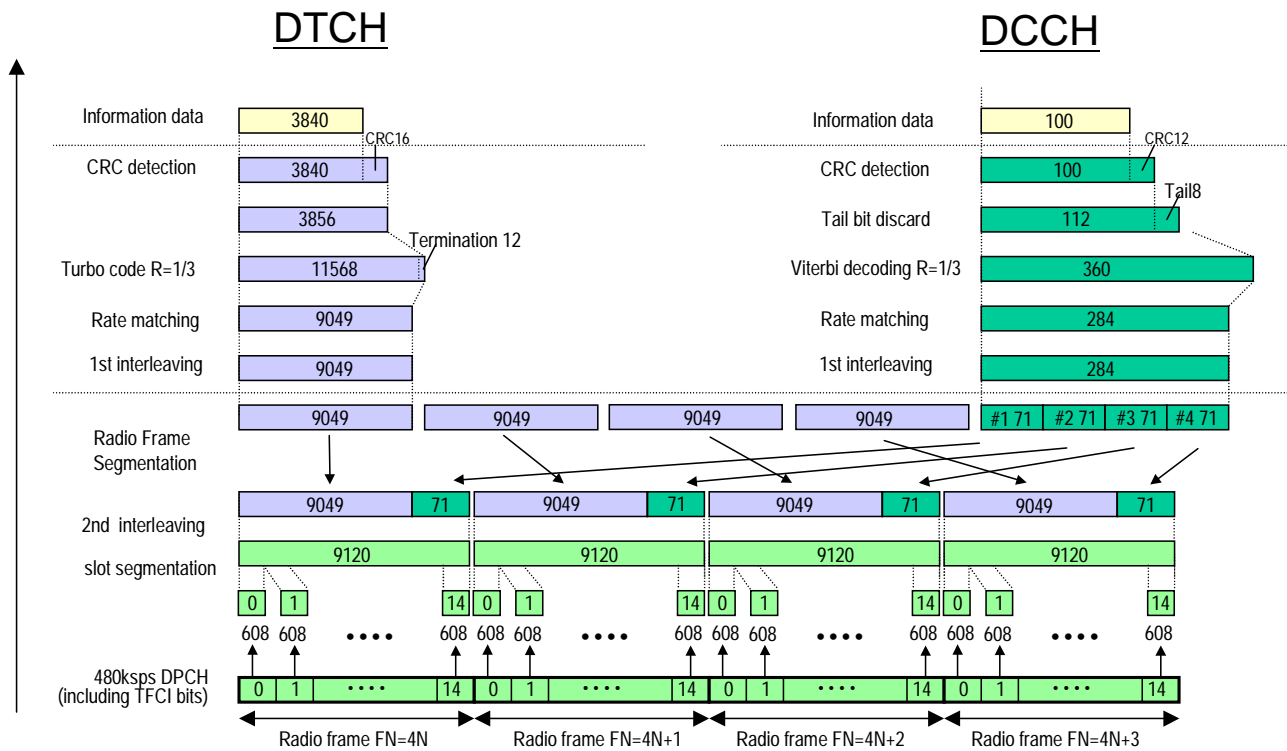 DTCH DCCH
Information data 3840 Information data 100
CRC16 CRC12
CRC detection 3840 CRC detection 100
Tail8
3856 Tail bit discard 112
Termination 12
Turbo code R=1/3 11568 Viterbi decoding R=1/3 360
Rate matching 9049 Rate matching 284
1st interleaving 9049 1st interleaving 284
9049 9049 9049 9049 #1 71 #2 71 #3 71 #4 71
Radio Frame
Segmentation
9049 71 9049 71 9049 71 9049 71
2nd interleaving
9120 9120 9120 9120
slot segmentation
0 1 14 0 1 14 0 1 14 0 1 14
608 608 •••• 608 608 608 •••• 608 608 608 •••• 608 608 608 •••• 608
480ksps DPCH
(including TFCI bits)
0 1 •••• 14 0 1 •••• 14 0 1 •••• 14 0 1 •••• 14
Radio frame FN=4N Radio frame FN=4N+1 Radio frame FN=4N+2 Radio frame FN=4N+3